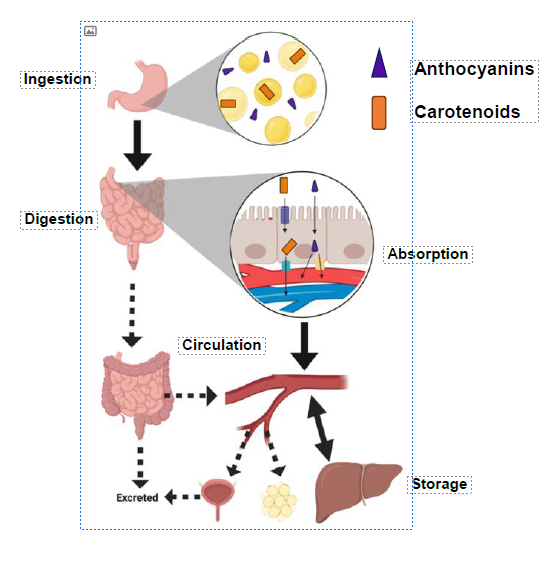 Ingestion
Anthocyanins
Carotenoids
Digestion
Absorption
Circulation
Excreted
Storage